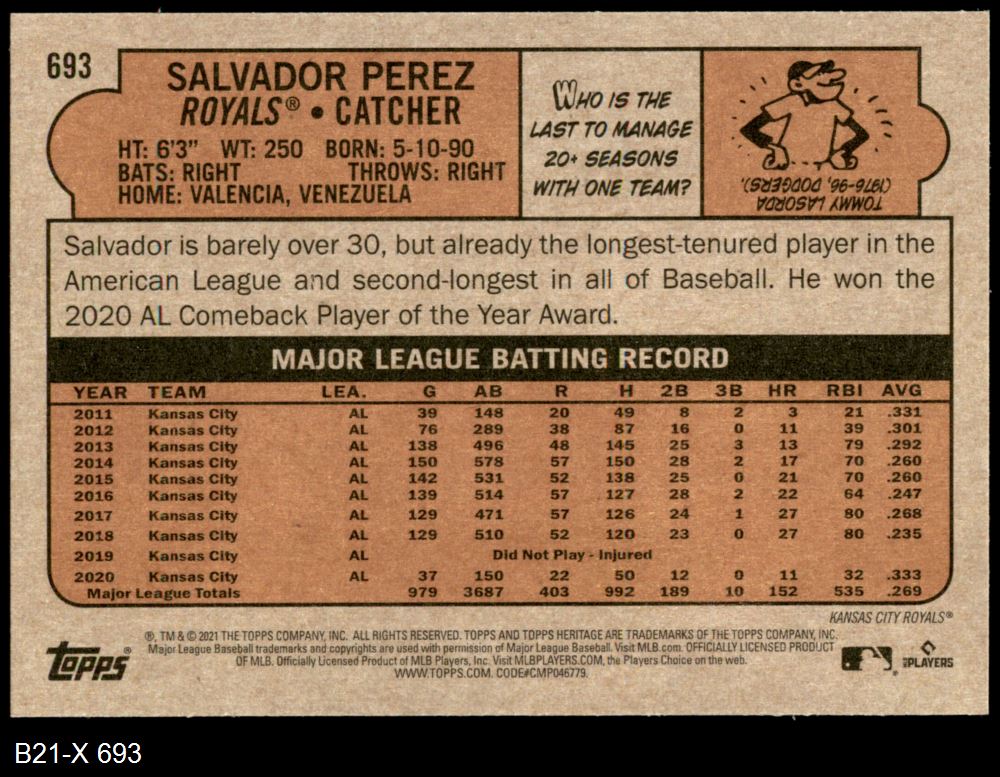 693
SALVADOR PEREZ
ROYALS® • CATCHER
HT: 6'3" WT: 250 BORN: 5-10-90
BATS: RIGHT THROWS: RIGHT
HOME: VALENCIA, VENEZUELA
WHO IS THE
LAST TO MANAGE
20+ SEASONS
WITH ONE TEAM?
TOMMY LASORDA
(1976-96, DODGERS).
Salvador is barely over 30, but already the longest-tenured player in the
American League and second-longest in all of Baseball. He won the
2020 AL Comeback Player of the Year Award.
MAJOR LEAGUE BATTING RECORD
YEAR TEAM LEA. G AB R H 2B 3B HR RBI AVG
2011 Kansas City AL 39 148 20 49 8 2 3 21 .331
2012 Kansas City AL 76 289 38 87 16 0 11 39 .301
2013 Kansas City AL 138 496 48 145 25 3 13 79 .292
2014 Kansas City AL 150 578 57 150 28 2 17 70 .260
2015 Kansas City AL 142 531 52 138 25 0 21 70 .260
2016 Kansas City AL 139 514 57 127 28 2 22 64 .247
2017 Kansas City AL 129 471 57 126 24 1 27 80 .268
2018 Kansas City AL 129 510 52 120 23 0 27 80 .235
2019 Kansas City AL Did Not Play - Injured
2020 Kansas City AL 37 150 22 50 12 0 11 32 .333
Major League Totals 979 3687 403 992 189 10 152 535 .269
KANSAS CITY ROYALS®
®, TM & © 2021 THE TOPPS COMPANY, INC. ALL RIGHTS RESERVED. TOPPS AND TOPPS HERITAGE ARE TRADEMARKS OF THE TOPPS COMPANY, INC.
Major League Baseball trademarks and copyrights are used with permission of Major League Baseball. Visit MLB.com. OFFICIALLY LICENSED PRODUCT
OF MLB. Officially Licensed Product of MLB Players, Inc. Visit MLBPLAYERS.COM, the Players Choice on the web.
WWW.TOPPS.COM. CODE#CMP046779.
topps®
MLBPLAYERS
B21-X 693